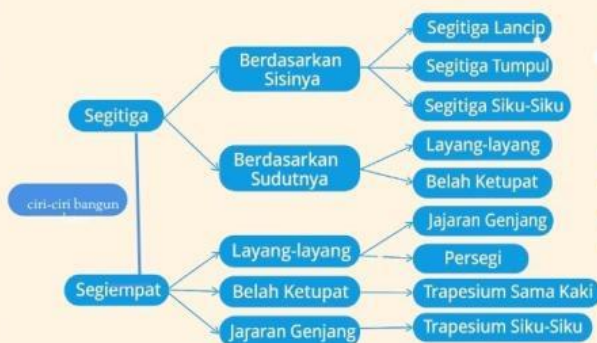 Segitiga
Berdasarkan
Sisinya
Segitiga Lancip
Segitiga Tumpul
Segitiga Siku-Siku
Berdasarkan
Sudutnya
Layang-layang
Belah Ketupat
ciri-ciri bangun
Segiempat
Layang-layang
Jajaran Genjang
Persegi
Belah Ketupat
Trapesium Sama Kaki
Jajaran Genjang
Trapesium Siku-Siku